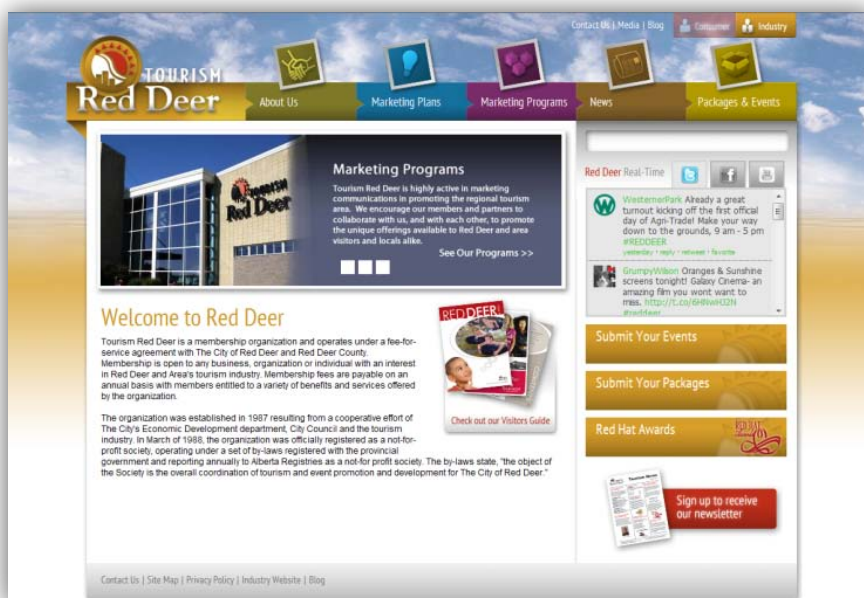 Contact Us | Media | Blog
Consumer
Industry
TOURISM
Red Deer
About Us
Marketing Plans
Marketing Programs
News
Packages & Events
TOURISM
Red Deer
Marketing Programs
Tourism Red Deer is highly active in marketing
communications in promoting the regional tourism
area. We encourage our members and partners to
collaborate with us, and with each other, to promote
the unique offerings available to Red Deer and area
visitors and locals alike.
See Our Programs >>
Welcome to Red Deer
Tourism Red Deer is a membership organization and operates under a fee-for-
service agreement with The City of Red Deer and Red Deer County.
Membership is open to any business, organization or individual with an interest
in Red Deer and Area's tourism industry. Membership fees are payable on an
annual basis with members entitled to a variety of benefits and services offered
by the organization.
The organization was established in 1987 resulting from a cooperative effort of
The City's Economic Development department, City Council and the tourism
industry. In March of 1988, the organization was officially registered as a not-for-
profit society, operating under a set of by-laws registered with the provincial
government and reporting annually to Alberta Registries as a not-for profit society. The by-laws state, "the object of
the Society is the overall coordination of tourism and event promotion and development for The City of Red Deer."
RED DEER
Check out our Visitors Guide
Red Deer Real-Time
WesternerPark Already a great
turnout kicking off the first official
day of Agri-Trade! Make your way
down to the grounds, 9 am - 5 pm
#REDDEER
yesterday · reply · retweet · favorite
GrumpyWilson Oranges & Sunshine
screens tonight! Galaxy Cinema- an
amazing film you wont want to
miss. http://t.co/6HNwHJ2N
#reddeer
Submit Your Events
Submit Your Packages
Red Hat Awards
Sign up to receive
our newsletter
Contact Us | Site Map | Privacy Policy | Industry Website | Blog